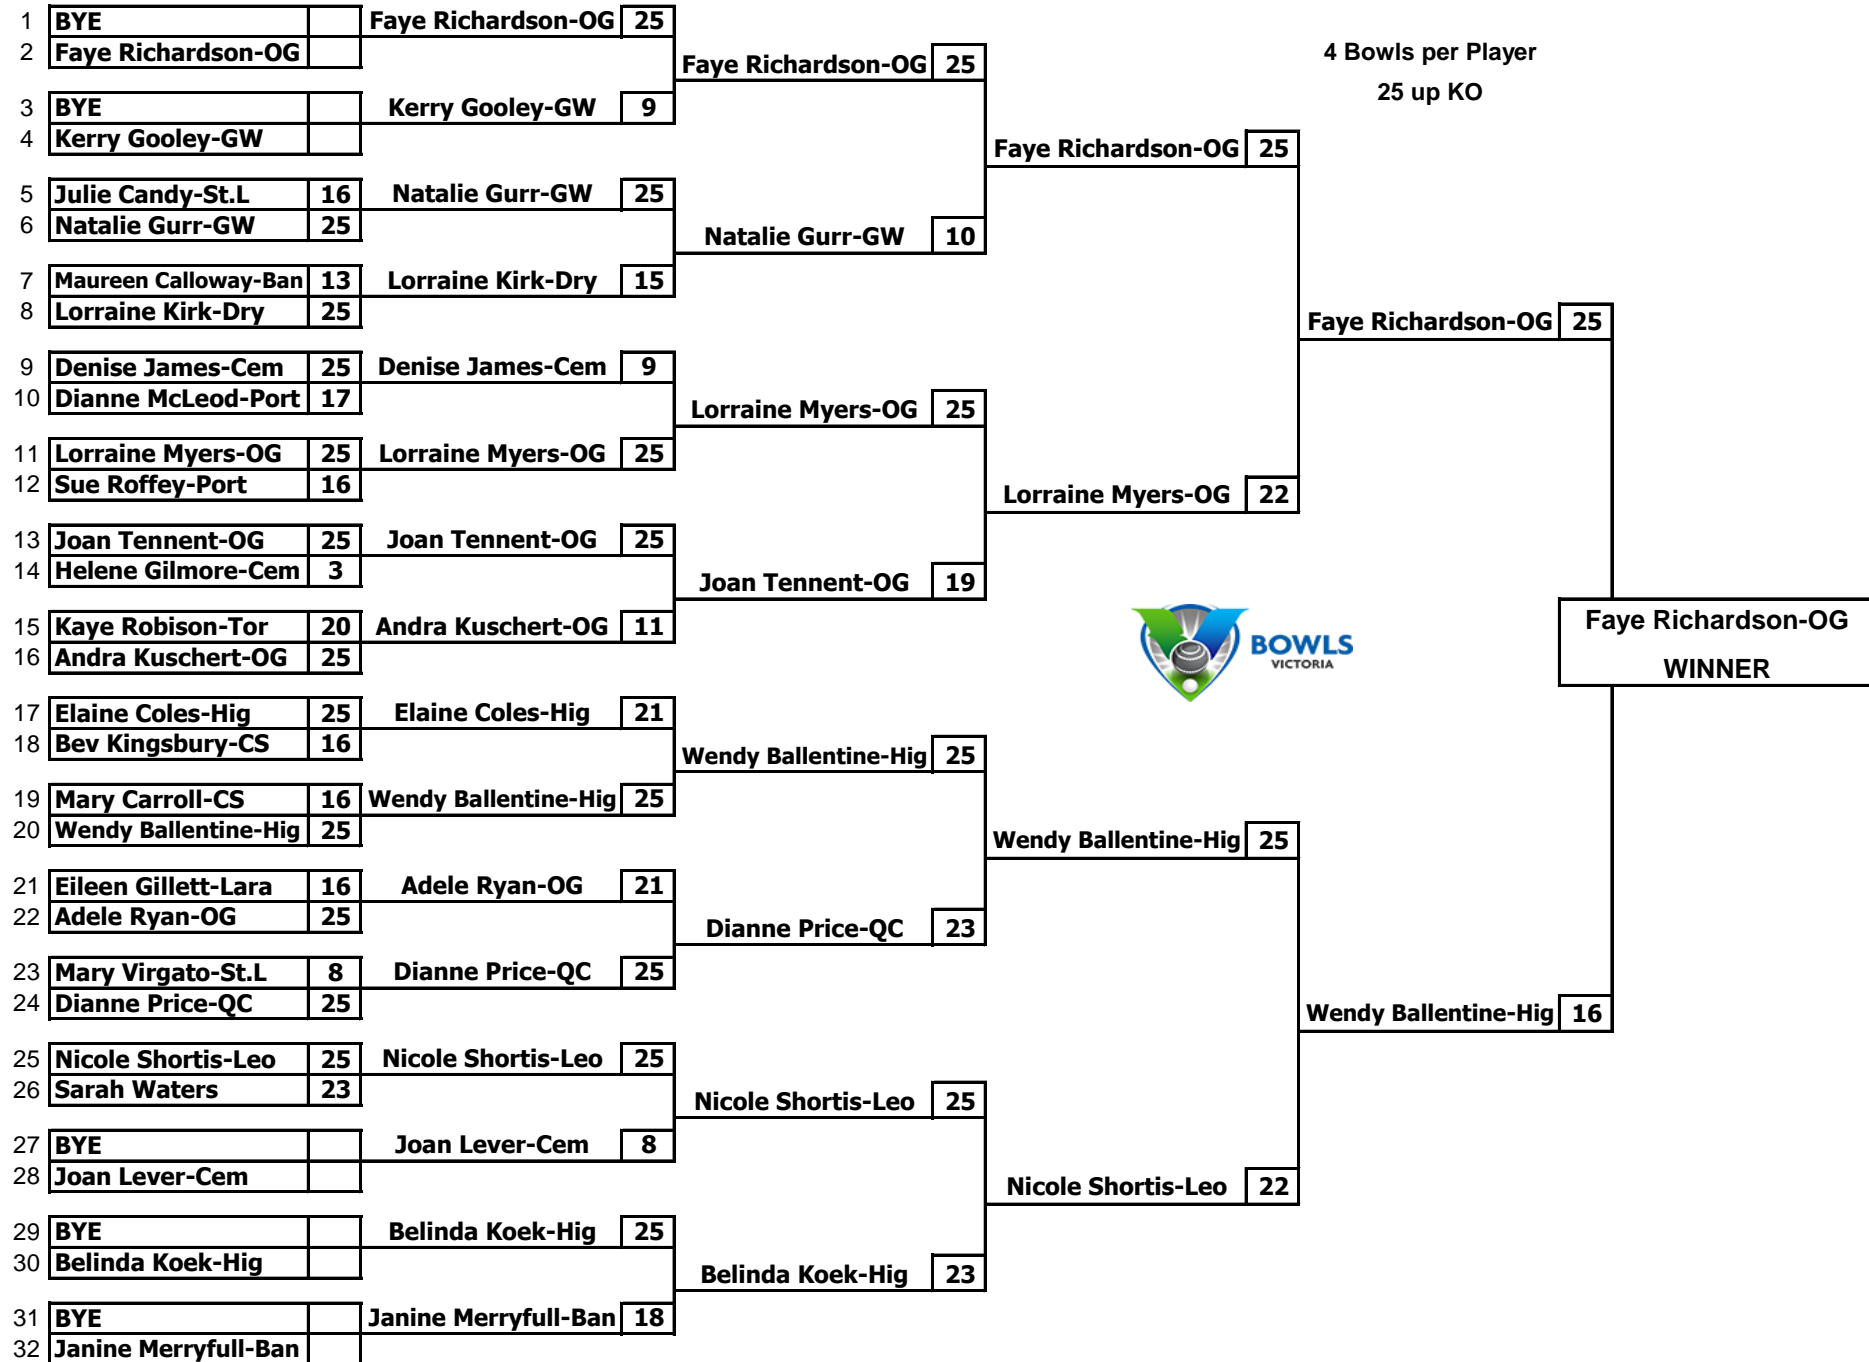 4 Bowls per Player
25 up KO
1 BYE
2 Faye Richardson-OG
3 BYE
4 Kerry Gooley-GW
5 Julie Candy-St.L 16
6 Natalie Gurr-GW 25
7 Maureen Calloway-Ban 13
8 Lorraine Kirk-Dry 25
9 Denise James-Cem 25
10 Dianne McLeod-Port 17
11 Lorraine Myers-OG 25
12 Sue Roffey-Port 16
13 Joan Tennent-OG 25
14 Helene Gilmore-Cem 3
15 Kaye Robison-Tor 20
16 Andra Kuschert-OG 25
17 Elaine Coles-Hig 25
18 Bev Kingsbury-CS 16
19 Mary Carroll-CS 16
20 Wendy Ballentine-Hig 25
21 Eileen Gillett-Lara 16
22 Adele Ryan-OG 25
23 Mary Virgato-St.L 8
24 Dianne Price-QC 25
25 Nicole Shortis-Leo 25
26 Sarah Waters 23
27 BYE
28 Joan Lever-Cem
29 BYE
30 Belinda Koek-Hig
31 BYE
32 Janine Merryfull-Ban
Faye Richardson-OG 25
Kerry Gooley-GW 9
Natalie Gurr-GW 25
Lorraine Kirk-Dry 15
Denise James-Cem 9
Lorraine Myers-OG 25
Joan Tennent-OG 25
Andra Kuschert-OG 11
Elaine Coles-Hig 21
Wendy Ballentine-Hig 25
Adele Ryan-OG 21
Dianne Price-QC 25
Nicole Shortis-Leo 25
Joan Lever-Cem 8
Belinda Koek-Hig 25
Janine Merryfull-Ban 18
Faye Richardson-OG 25
Natalie Gurr-GW 10
Lorraine Myers-OG 25
Joan Tennent-OG 19
Wendy Ballentine-Hig 25
Dianne Price-QC 23
Nicole Shortis-Leo 25
Belinda Koek-Hig 23
Faye Richardson-OG 25
Lorraine Myers-OG 22
Wendy Ballentine-Hig 25
Nicole Shortis-Leo 22
Faye Richardson-OG 25
Wendy Ballentine-Hig 16
BOWLS
VICTORIA
Faye Richardson-OG
WINNER